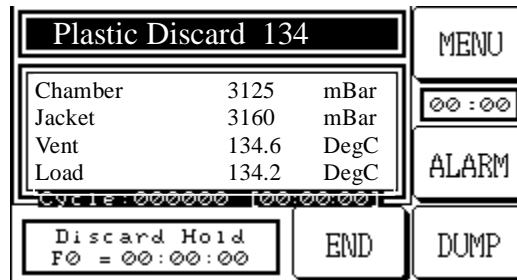 Plastic Discard 134
MENU
Chamber 3125 mBar
Jacket 3160 mBar
Vent 134.6 DegC
Load 134.2 DegC
00:00
ALARM
Cycle:000000 [00:00:00]
Discard Hold
F0 = 00:00:00
END
DUMP